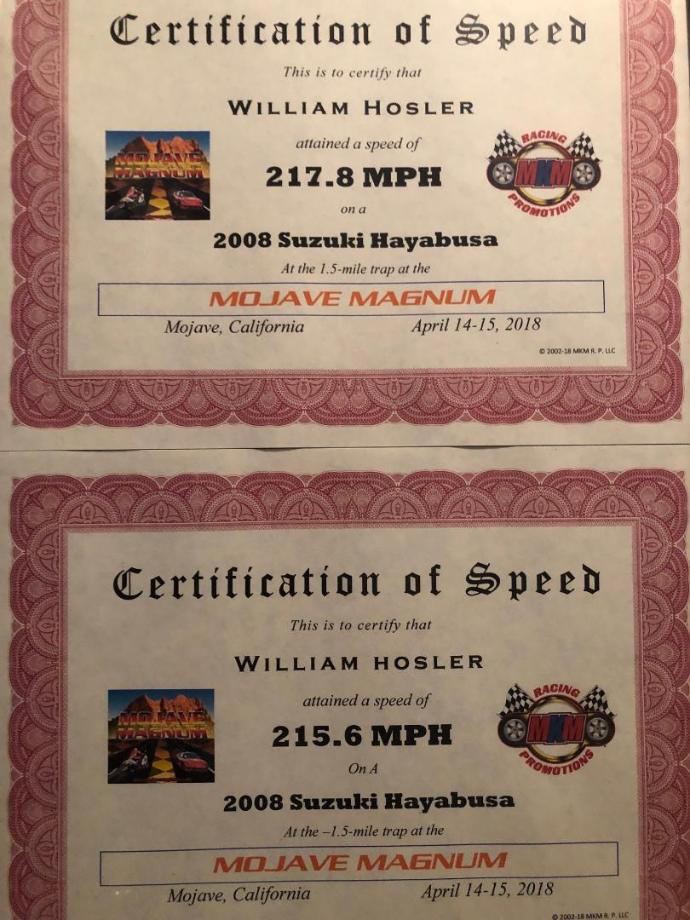 Certification of Speed
This is to certify that
WILLIAM HOSLER
attained a speed of
MOJAVE
MAGNUM
217.8 MPH
RACING
MKM
PROMOTIONS
on a
2008 Suzuki Hayabusa
At the 1.5-mile trap at the
MOJAVE MAGNUM
Mojave, California April 14-15, 2018
© 2002-18 MKM R. P. LLC
Certification of Speed
This is to certify that
WILLIAM HOSLER
attained a speed of
MOJAVE
MAGNUM
215.6 MPH
RACING
MKM
PROMOTIONS
On A
2008 Suzuki Hayabusa
At the –1.5-mile trap at the
MOJAVE MAGNUM
Mojave, California April 14-15, 2018
© 2002-18 MKM R. P. LLC